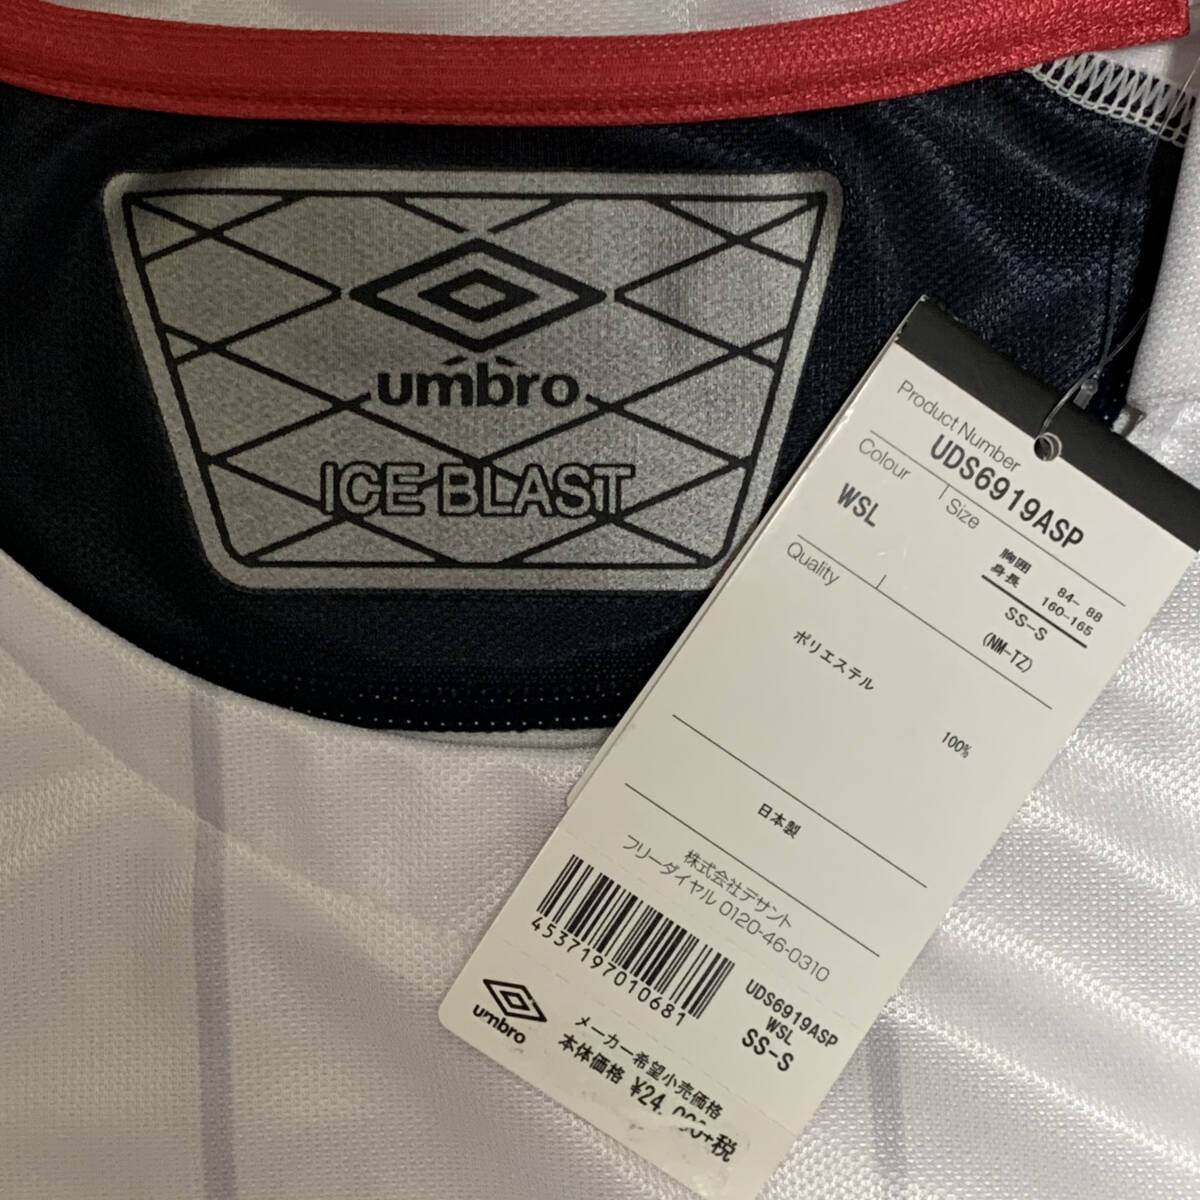 umbro
ICE BLAST
Product Number
UDS6919ASP
Colour
Size
WSL
胸囲 84- 88
身長 160-165
SS-S
(NM-TZ)
Quality
ポリエステル
100%
日本製
株式会社デサント
フリーダイヤル 0120-46-0310
4537197010681
UDS6919ASP
WSL
SS-S
umbro
メーカー希望小売価格
本体価格 +税